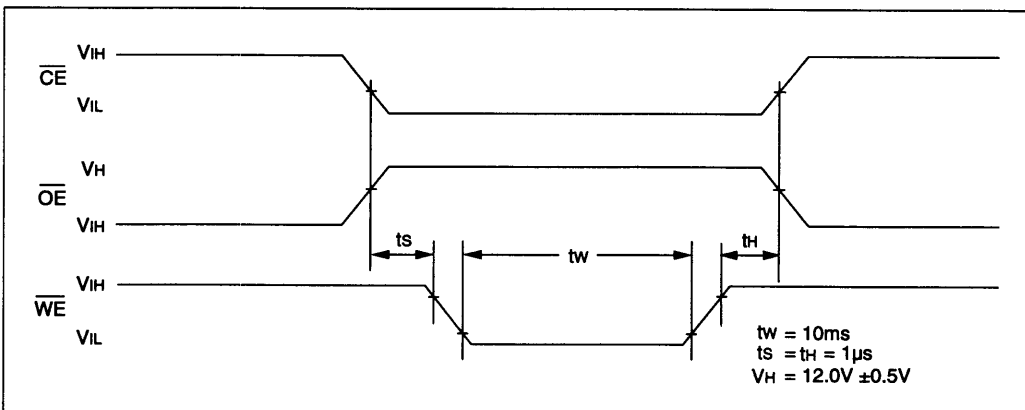 VIH
CE
VIL
VH
OE
VIH
ts
tw
tH
VIH
WE
VIL
tw = 10ms
ts = tH = 1µs
VH = 12.0V ±0.5V